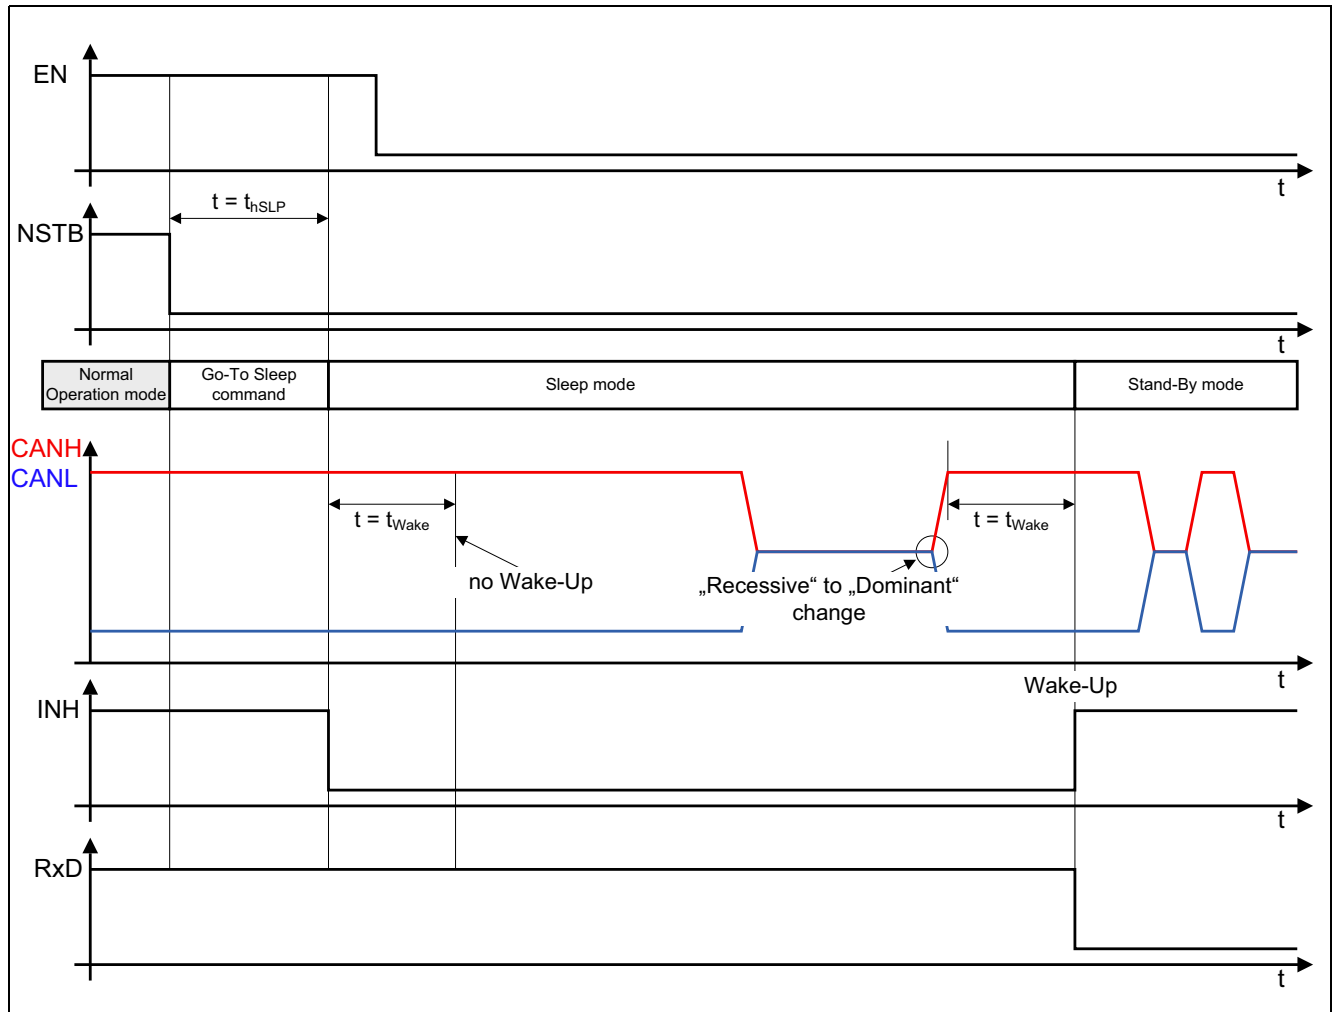 EN
t
t = thSLP
NSTB
t
Normal
Operation mode
Go-To Sleep
command
Sleep mode
Stand-By mode
CANH
CANL
t = tWake
t = tWake
no Wake-Up
„Recessive“ to „Dominant“
change
t
Wake-Up
INH
t
RxD
t